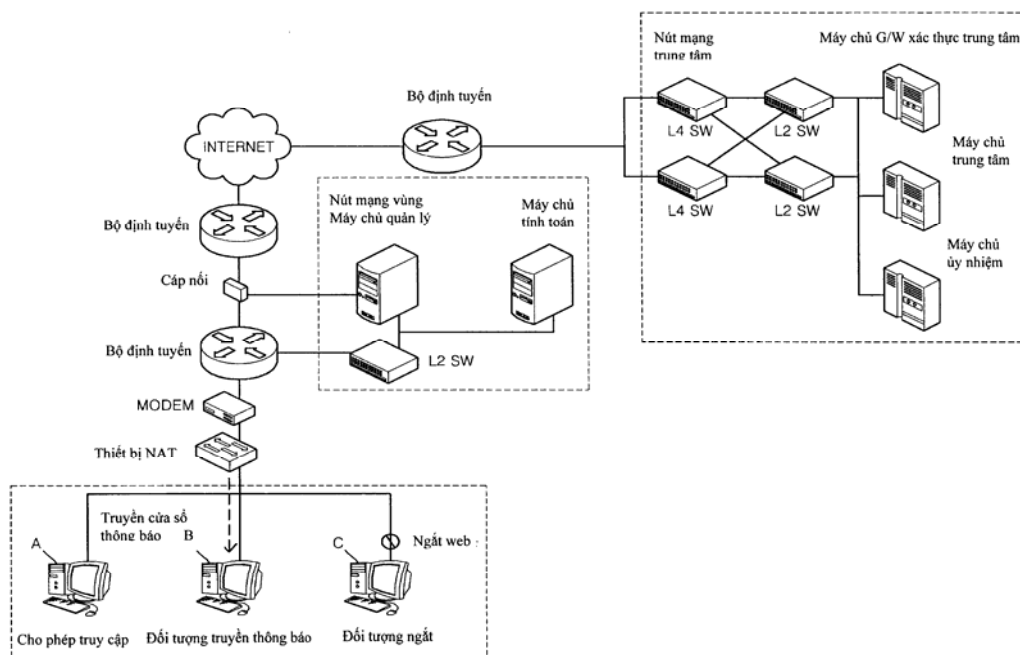 Nút mạng
trung tâm
Máy chủ G/W xác thực trung tâm
Bộ định tuyến
L4 SW
L2 SW
Máy chủ
trung tâm
INTERNET
L4 SW
L2 SW
Nút mạng vùng
Máy chủ quản lý
Máy chủ
tính toán
Bộ định tuyến
Máy chủ
ủy nhiệm
Cáp nối
Bộ định tuyến
L2 SW
MODEM
Thiết bị NAT
Truyền cửa sổ
thông báo
A
B
C
Ngắt web
Cho phép truy cập
Đối tượng truyền thông báo
Đối tượng ngắt